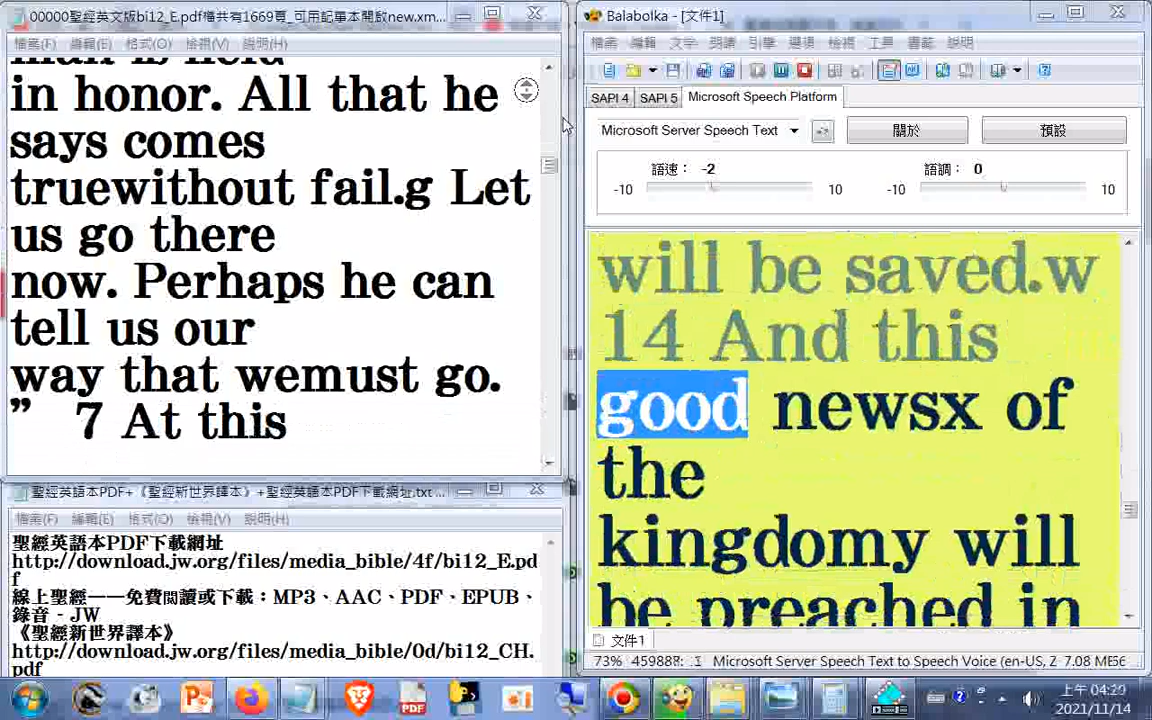 00000聖經英文版bi12_E.pdf檔共有1669頁_可用記事本開啟new.xm...
檔案(F) 編輯(E) 格式(O) 檢視(V) 說明(H)
man is held
in honor. All that he
says comes
truewithout fail.g Let
us go there
now. Perhaps he can
tell us our
way that wemust go.
” 7 At this
聖經英語本PDF+《聖經新世界譯本》+聖經英語本PDF下載網址.txt ...
檔案(F) 編輯(E) 格式(O) 檢視(V) 說明(H)
聖經英語本PDF下載網址
http://download.jw.org/files/media_bible/4f/bi12_E.pd
f
線上聖經——免費閱讀或下載：MP3、AAC、PDF、EPUB、
錄音 - JW
《聖經新世界譯本》
http://download.jw.org/files/media_bible/0d/bi12_CH.
pdf
Balabolka - [文件1]
檔案 編輯 文字 朗讀 引擎 選項 檢視 工具 書籤 說明
SAPI 4 SAPI 5 Microsoft Speech Platform
Microsoft Server Speech Text 關於 預設
語速： -2 語調： 0
-10 10 -10 10
will be saved.w
14 And this
good newsx of
the
kingdomy will
be preached in
文件1
73% Microsoft Server Speech Text to Speech Voice (en-US, Z 7.08 ME
PDF
上午 04:20
2021/11/14